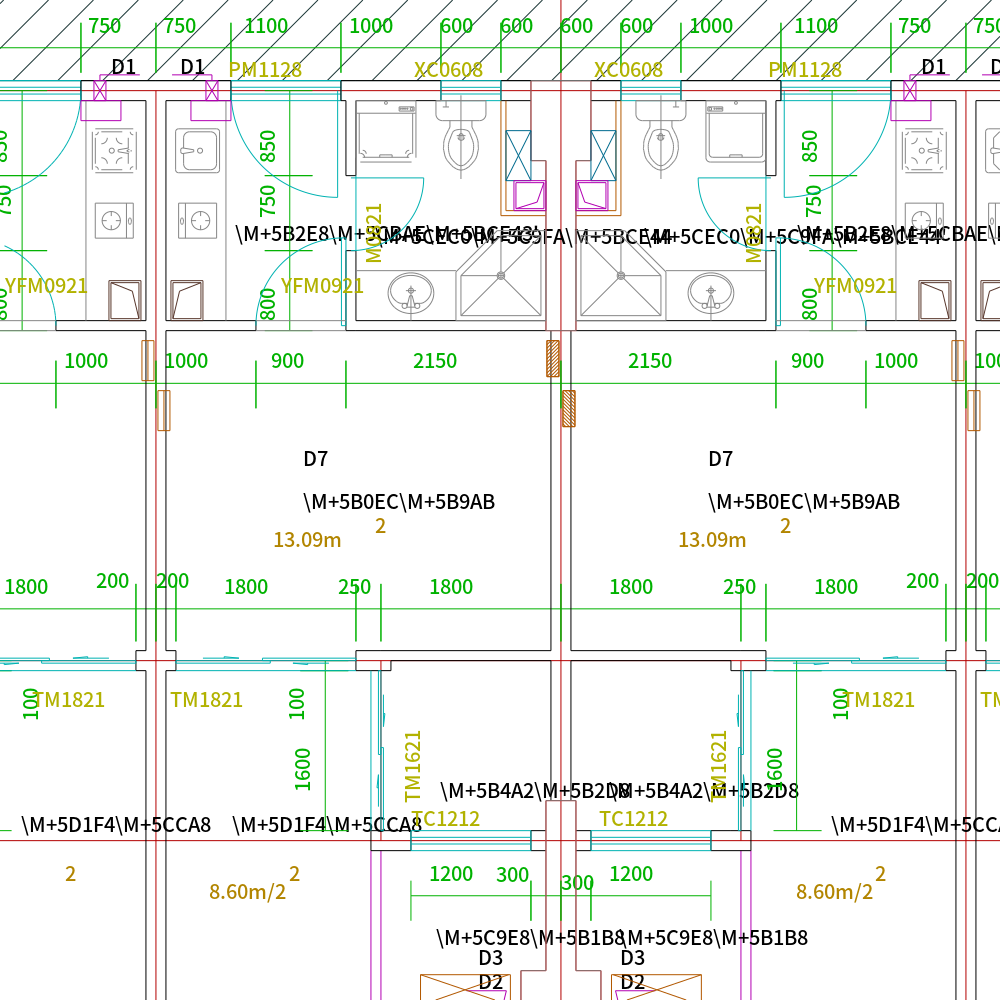 750 750 1100 1000 600 600 600 600 1000 1100 750 750
D1 D1 PM1128 XC0608 XC0608 PM1128 D1
850 850 850
750 750 750
MC0821 MC0821
\M+5B2E8\M+5CBAE\M+5BCE43
\M+5CEC0\M+5C9FA\M+5BCE44
\M+5CEC0\M+5C9FA\M+5BCE44
YFM0921 YFM0921 YFM0921
800 800 800
1000 1000 900 2150 2150 900 1000
D7 D7
\M+5B0EC\M+5B9AB \M+5B0EC\M+5B9AB
2 2
13.09m 13.09m
1800 200 200 1800 250 1800 1800 250 1800 200 200
TM1821 TM1821 TM1821
100 100 100
1600 1600
TM1621 TM1621
\M+5B4A2\M+5B2D8 \M+5B4A2\M+5B2D8
TC1212 TC1212
\M+5D1F4\M+5CCA8 \M+5D1F4\M+5CCA8
2 2 1200 300 300 1200 2
8.60m/2 8.60m/2
\M+5C9E8\M+5B1B8 \M+5C9E8\M+5B1B8
D3 D3
D2 D2